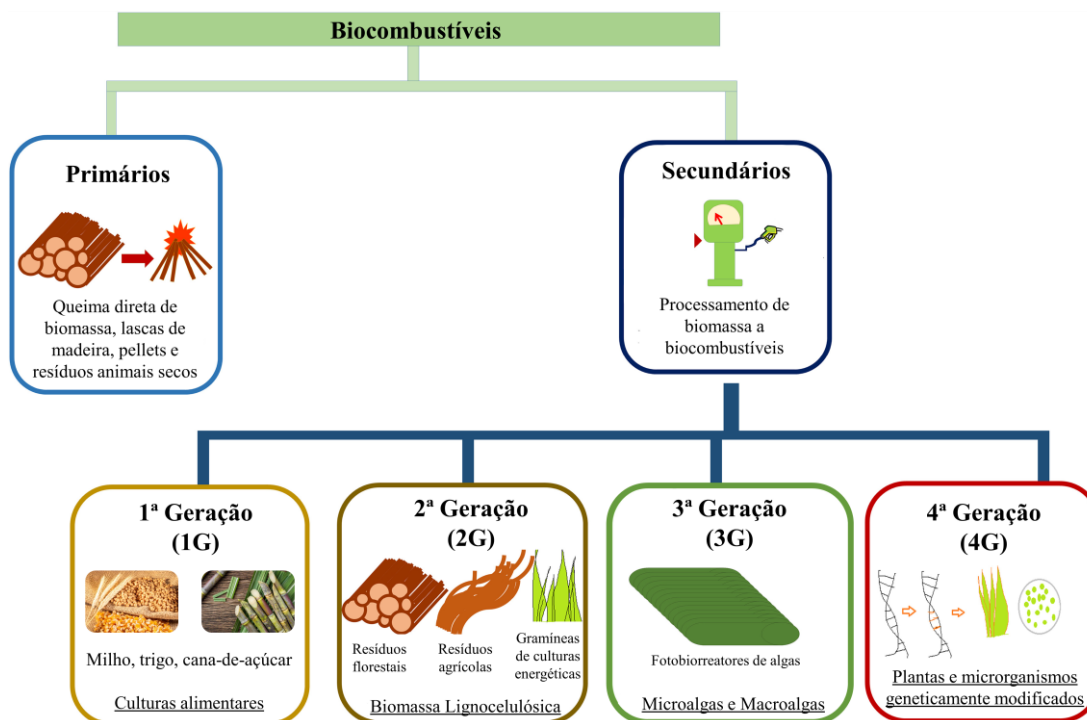 Biocombustíveis
Primários
Queima direta de
biomassa, lascas de
madeira, pellets e
resíduos animais secos
Secundários
Processamento de
biomassa a
biocombustíveis
1ª Geração
(1G)
Milho, trigo, cana-de-açúcar
Culturas alimentares
2ª Geração
(2G)
Resíduos
florestais
Resíduos
agrícolas
Gramíneas
de culturas
energéticas
Biomassa Lignocelulósica
3ª Geração
(3G)
Fotobiorreatores de algas
Microalgas e Macroalgas
4ª Geração
(4G)
Plantas e microrganismos
geneticamente modificados